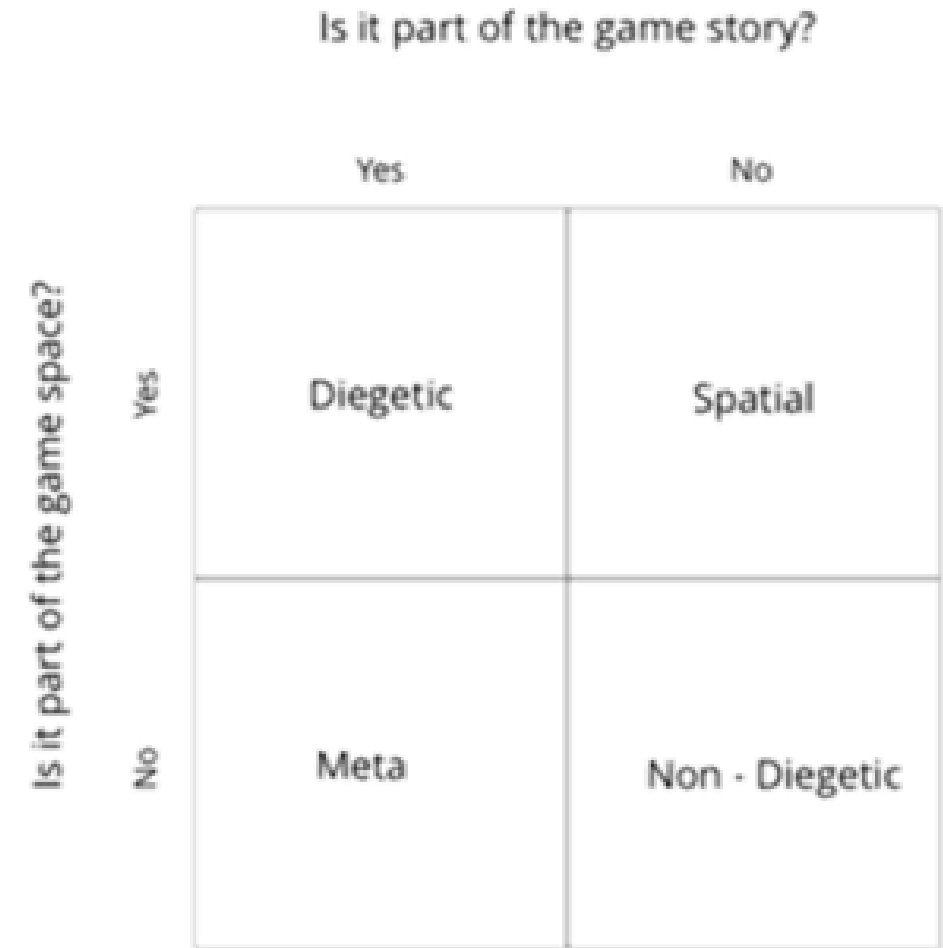 Is it part of the game story?
Yes
No
Is it part of the game space?
Yes
Diegetic
Spatial
No
Meta
Non - Diegetic